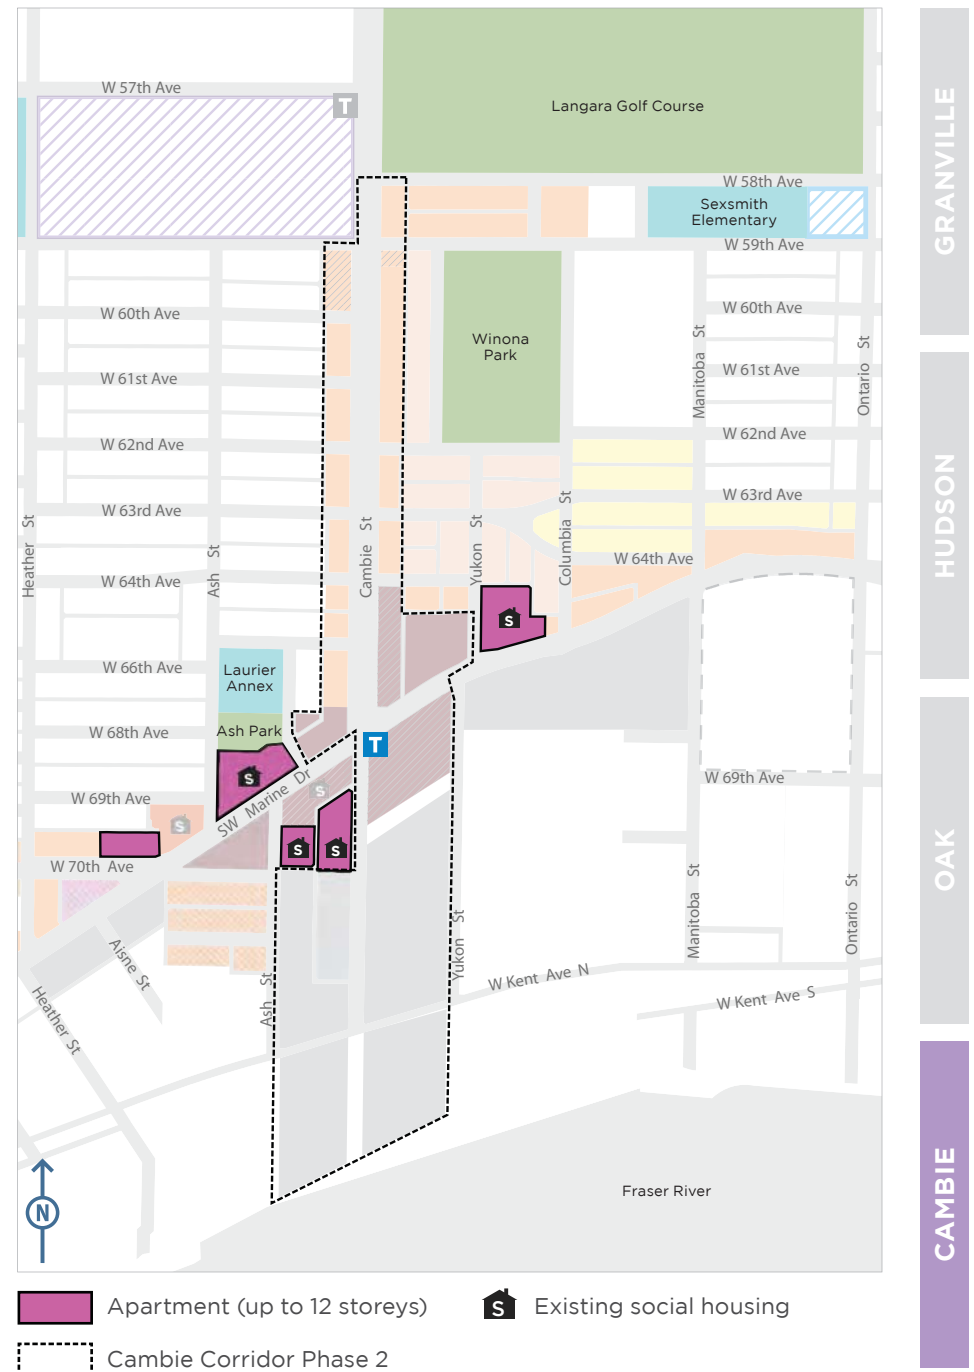 W 57th Ave
T
Langara Golf Course
W 58th Ave
Sexsmith
Elementary
W 59th Ave
W 60th Ave
W 60th Ave
Winona
Park
Manitoba St
Ontario St
W 61st Ave
W 61st Ave
W 62nd Ave
W 62nd Ave
W 63rd Ave
W 63rd Ave
Heather St
Ash St
Cambie St
Yukon St
Columbia St
W 64th Ave
W 64th Ave
S
W 66th Ave
Laurier
Annex
W 68th Ave
Ash Park
T
S
SW Marine Dr
W 69th Ave
W 69th Ave
S
S
S
S
W 70th Ave
Manitoba St
Ontario St
Aisne St
Heather St
Ash St
Yukon St
W Kent Ave N
W Kent Ave S
Fraser River
N
GRANVILLE
HUDSON
OAK
CAMBIE
Apartment (up to 12 storeys)
S
Existing social housing
Cambie Corridor Phase 2